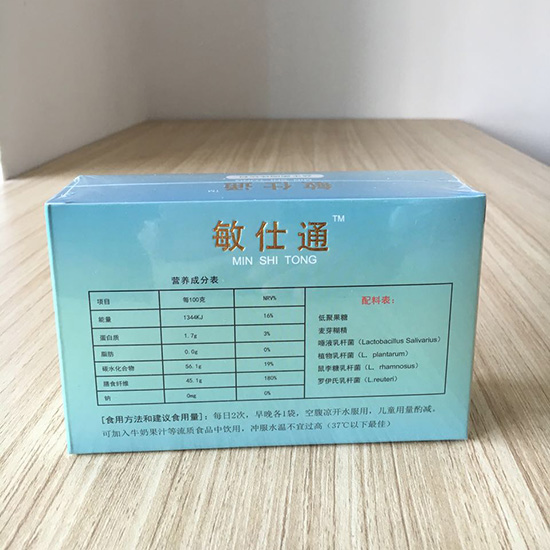 敏仕通™
MIN SHI TONG
营养成分表
项目 每100克 NRV%
能量 1344KJ 16%
蛋白质 1.7g 3%
脂肪 0.0g 0%
碳水化合物 56.1g 19%
膳食纤维 45.1g 180%
钠 0mg 0%
配料表：
低聚果糖
麦芽糊精
唾液乳杆菌（Lactobacillus Salivarius）
植物乳杆菌（L. plantarum）
鼠李糖乳杆菌（L. rhamnosus）
罗伊氏乳杆菌（L.reuteri）
[食用方法和建议食用量]：每日2次，早晚各1袋，空腹凉开水服用，儿童用量酌减，
可加入牛奶果汁等流质食品中饮用，冲服水温不宜过高（37℃以下最佳）